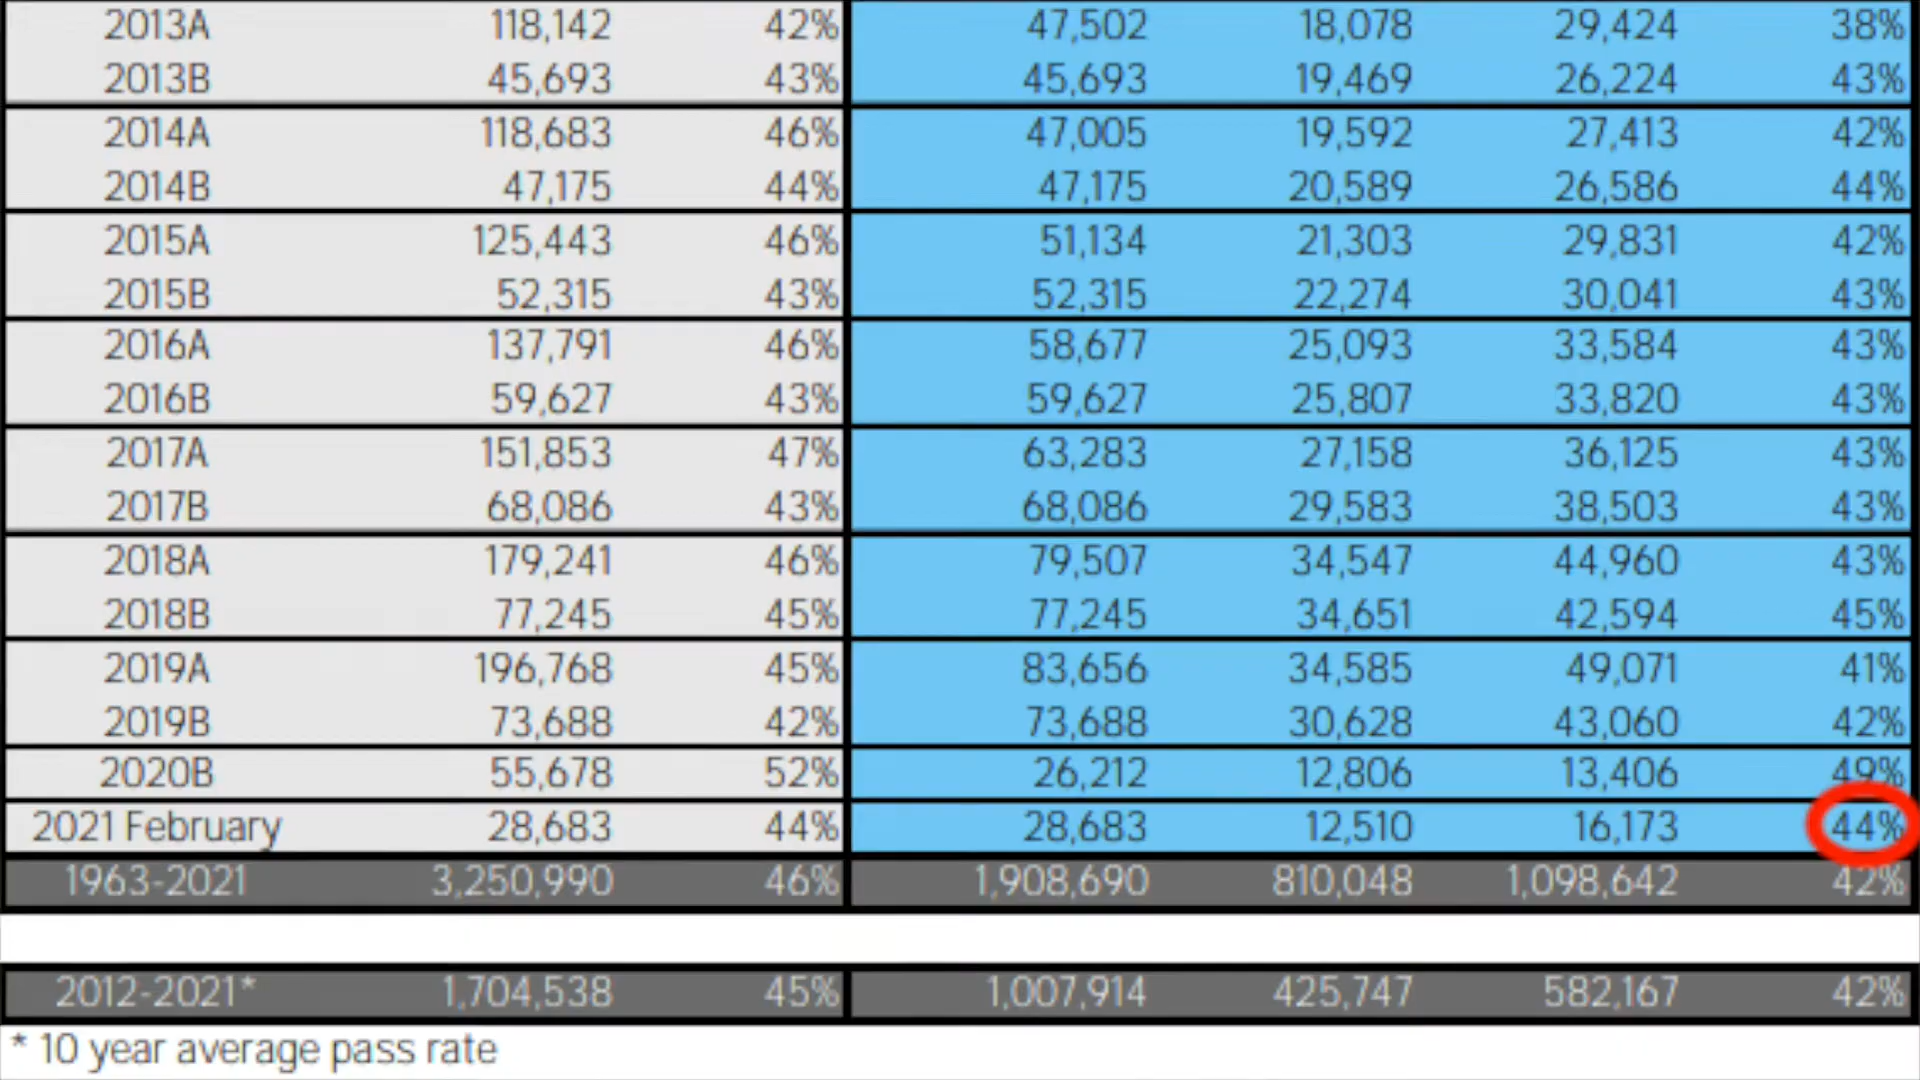 2013A 118,142 42% 47,502 18,078 29,424 38%
2013B 45,693 43% 45,693 19,469 26,224 43%
2014A 118,683 46% 47,005 19,592 27,413 42%
2014B 47,175 44% 47,175 20,589 26,586 44%
2015A 125,443 46% 51,134 21,303 29,831 42%
2015B 52,315 43% 52,315 22,274 30,041 43%
2016A 137,791 46% 58,677 25,093 33,584 43%
2016B 59,627 43% 59,627 25,807 33,820 43%
2017A 151,853 47% 63,283 27,158 36,125 43%
2017B 68,086 43% 68,086 29,583 38,503 43%
2018A 179,241 46% 79,507 34,547 44,960 43%
2018B 77,245 45% 77,245 34,651 42,594 45%
2019A 196,768 45% 83,656 34,585 49,071 41%
2019B 73,688 42% 73,688 30,628 43,060 42%
2020B 55,678 52% 26,212 12,806 13,406 49%
2021 February 28,683 44% 28,683 12,510 16,173 44%
1963-2021 3,250,990 46% 1,908,690 810,048 1,098,642 42%
2012-2021* 1,704,538 45% 1,007,914 425,747 582,167 42%
* 10 year average pass rate